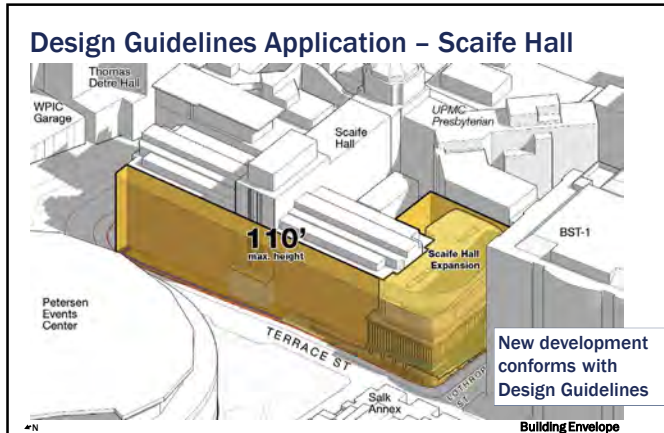 Design Guidelines Application – Scaife Hall
Thomas
Detre Hall
WPIC
Garage
UPMC
Presbyterian
Scaife
Hall
BST-1
110'
max. height
Scaife Hall
Expansion
Petersen
Events
Center
TERRACE ST
LOTHROP
ST
Salk
Annex
New development
conforms with
Design Guidelines
N
Building Envelope